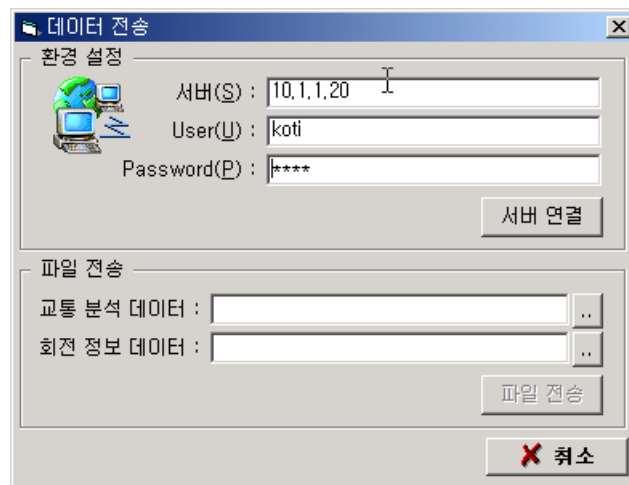 데이터 전송
환경 설정
서버(S) : 10,1,1,20
User(U) : koti
Password(P) : ****
서버 연결
파일 전송
교통 분석 데이터 : ..
회전 정보 데이터 : ..
파일 전송
취소